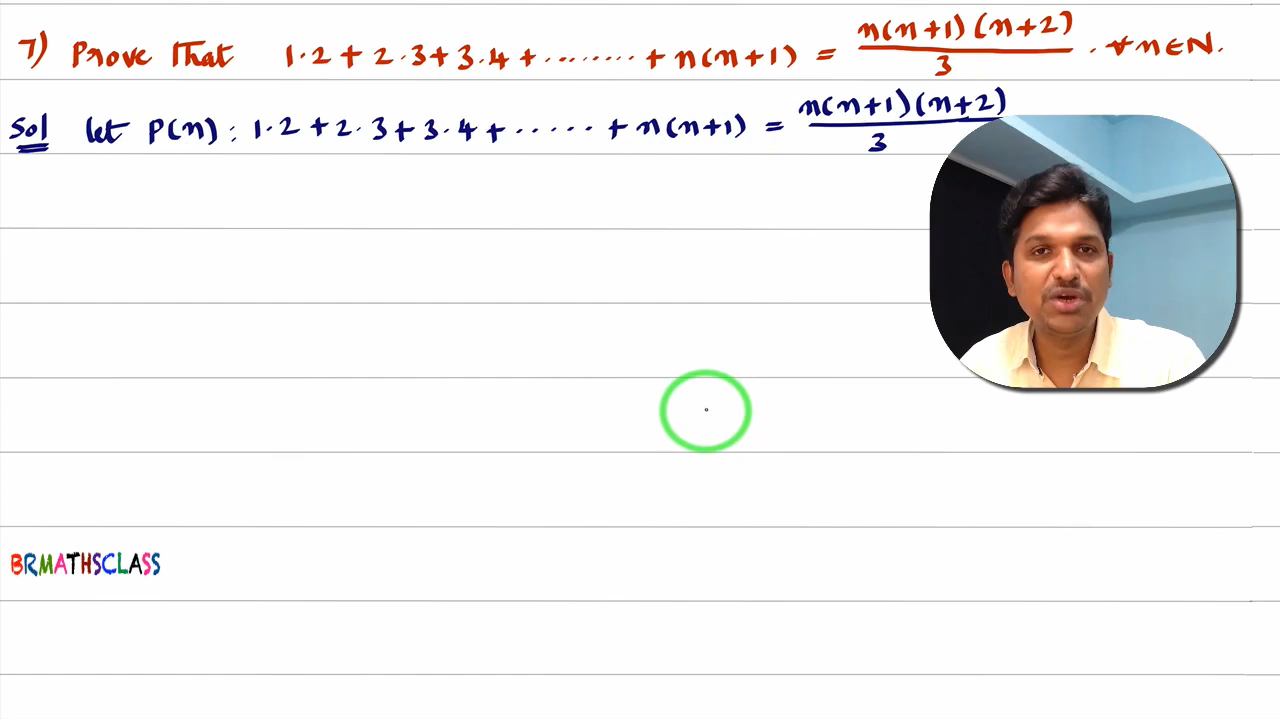 7) Prove That 1·2 + 2·3 + 3·4 + ........ + n(n+1) = n(n+1)(n+2)/3 . ∀ n∈N.
Sol let P(n) : 1·2 + 2·3 + 3·4 + ...... + n(n+1) = n(n+1)(n+2)/3
BRMATHSCLASS